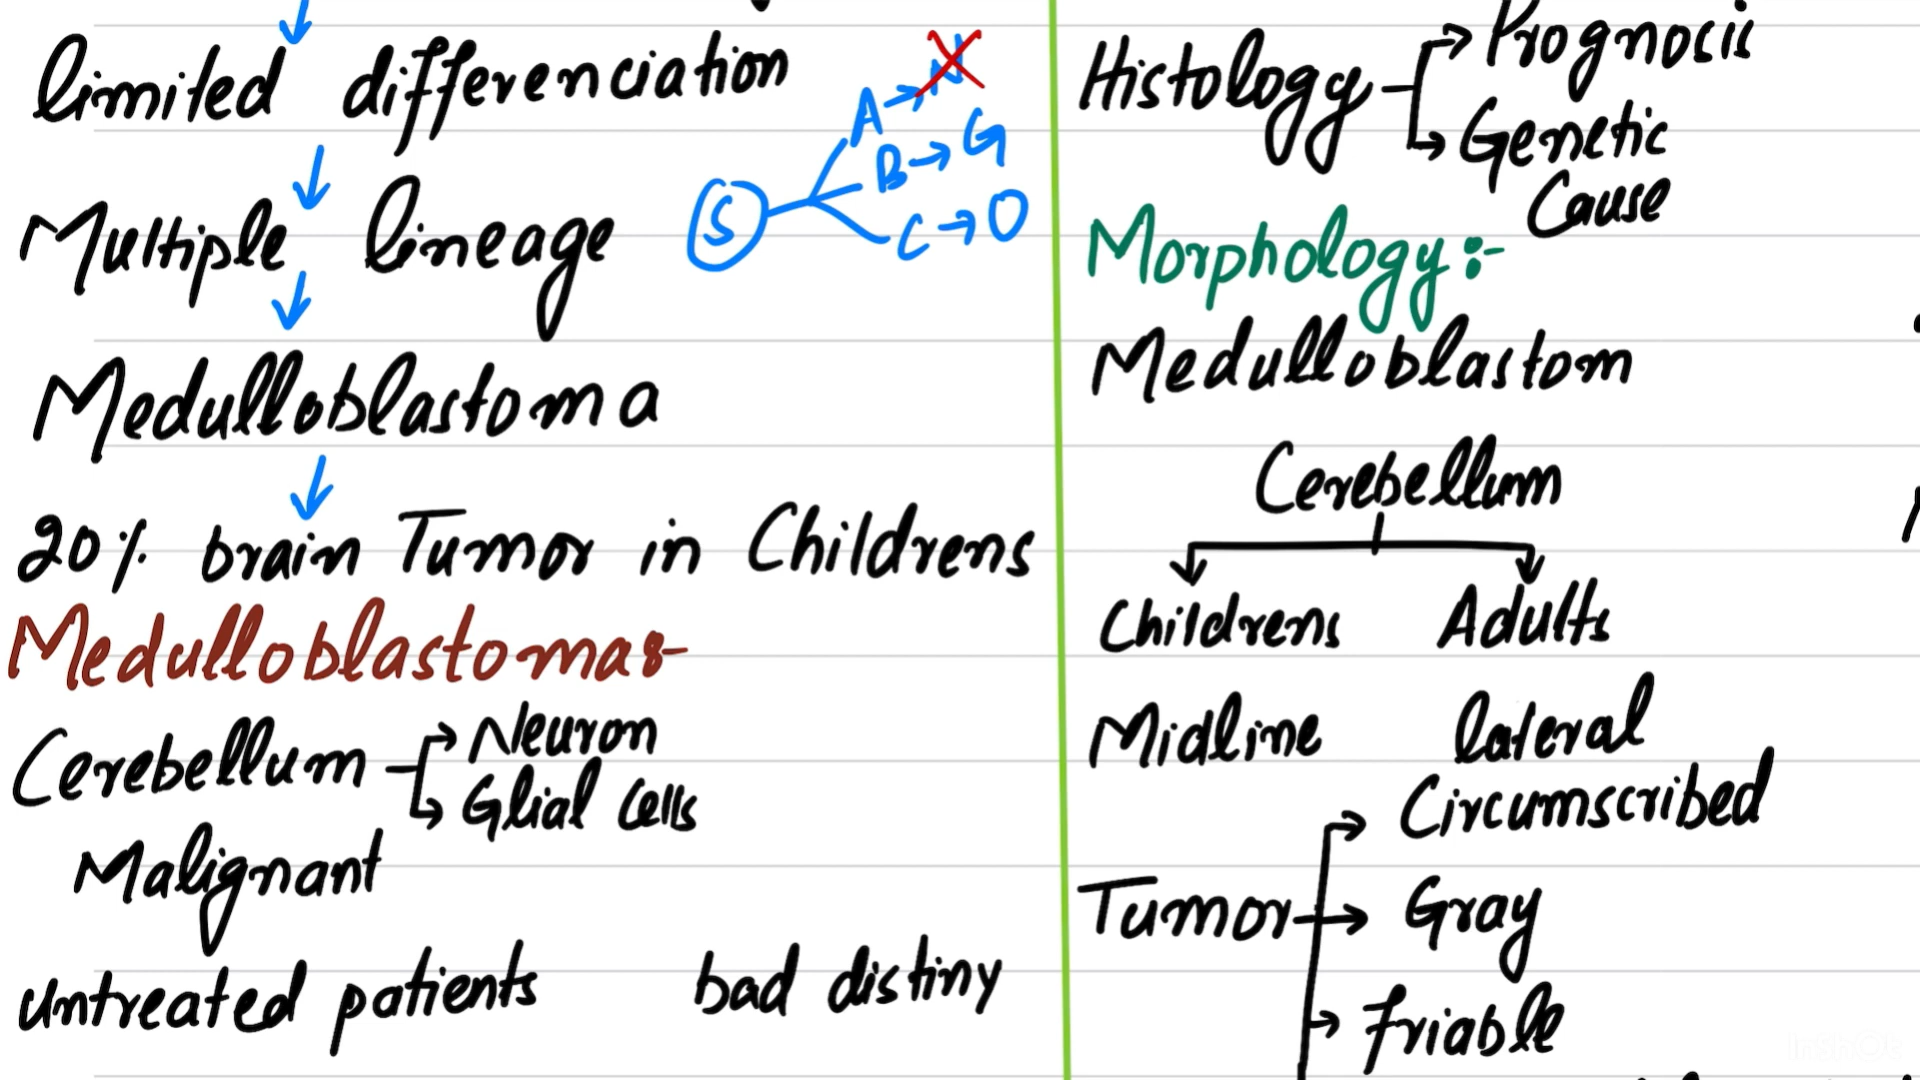 limited differenciation
A → N
B → G
S
C → O
Multiple lineage
Medulloblastoma
20% brain Tumor in Childrens
Medulloblastoma:-
Cerebellum → Neuron
→ Glial Cells
Malignant
untreated patients bad distiny
Histology → Prognosis
→ Genetic
Cause
Morphology:-
Medulloblastom
Cerebellum
Childrens Adults
Midline lateral
Tumor → Circumscribed
→ Gray
→ friable
InShOt